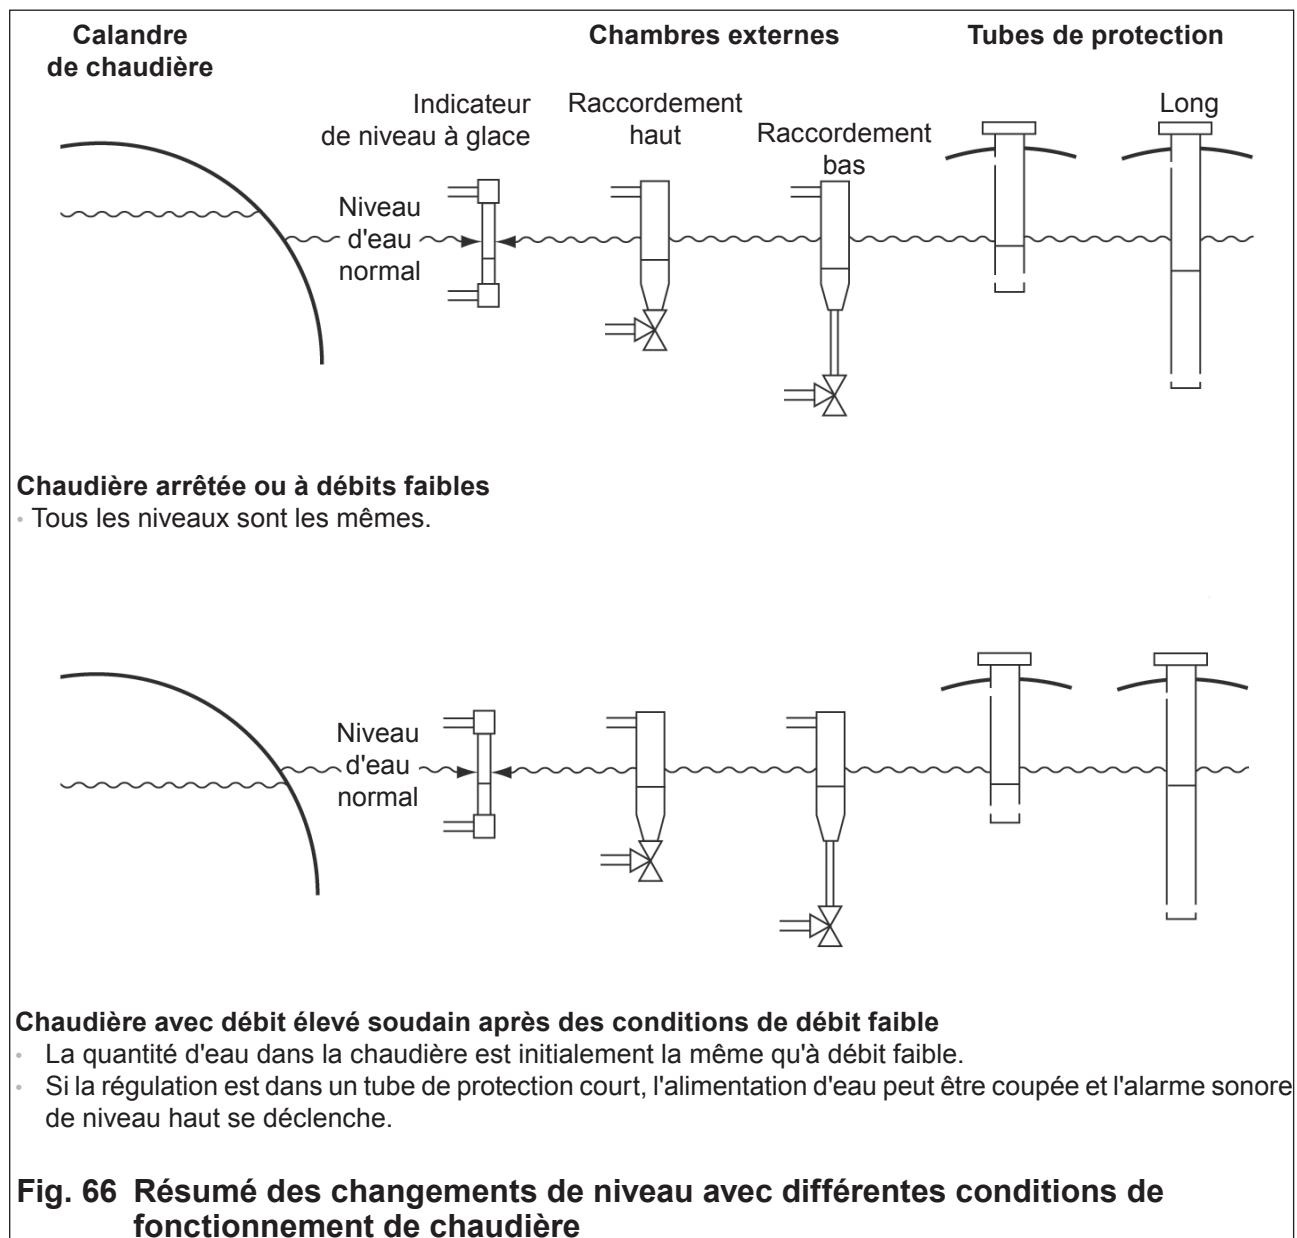 Calandre
de chaudière
Chambres externes
Tubes de protection
Indicateur
de niveau à glace
Raccordement
haut
Raccordement
bas
Long
Niveau
d'eau
normal
Chaudière arrêtée ou à débits faibles
• Tous les niveaux sont les mêmes.
Niveau
d'eau
normal
Chaudière avec débit élevé soudain après des conditions de débit faible
• La quantité d'eau dans la chaudière est initialement la même qu'à débit faible.
• Si la régulation est dans un tube de protection court, l'alimentation d'eau peut être coupée et l'alarme sonore
de niveau haut se déclenche.
Fig. 66 Résumé des changements de niveau avec différentes conditions de
fonctionnement de chaudière